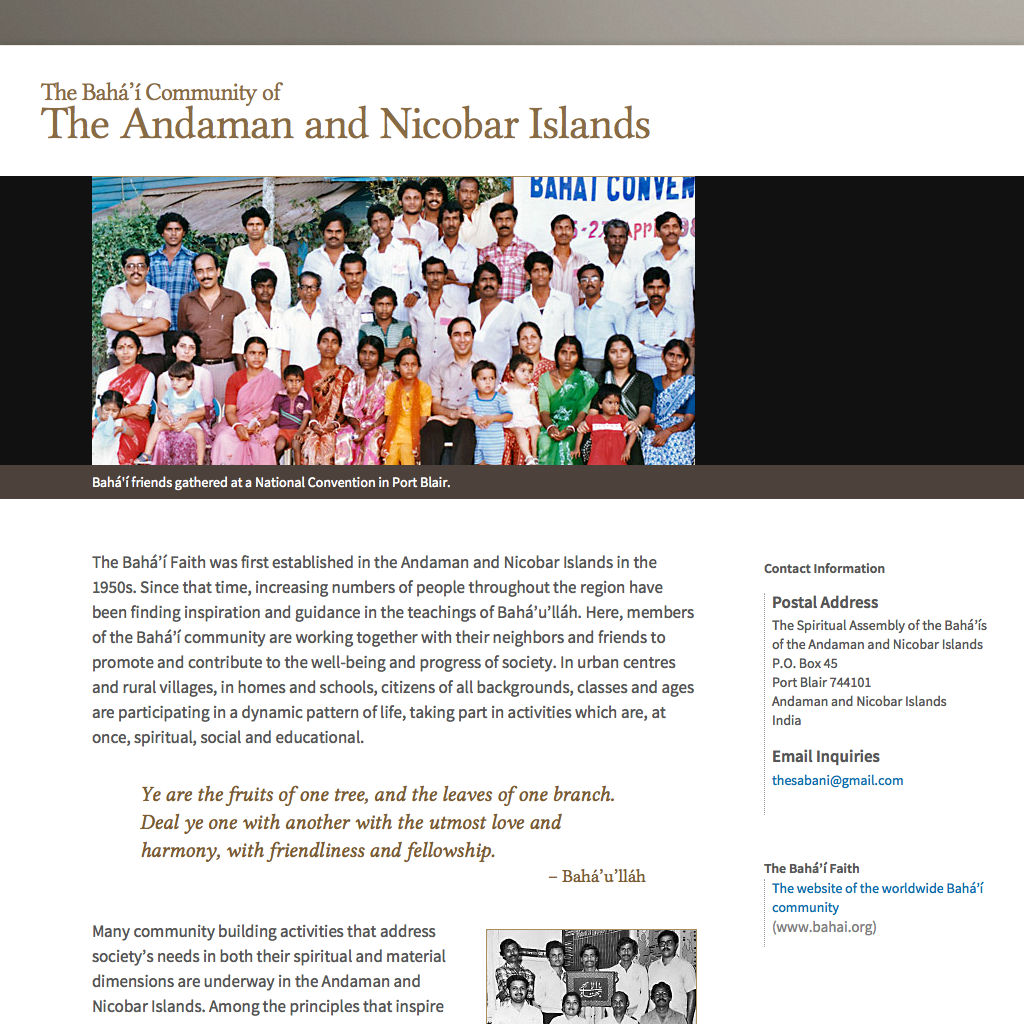 The Bahá’í Community of
The Andaman and Nicobar Islands
BAHA'I CONVEN
Bahá'í friends gathered at a National Convention in Port Blair.
The Bahá’í Faith was first established in the Andaman and Nicobar Islands in the
1950s. Since that time, increasing numbers of people throughout the region have
been finding inspiration and guidance in the teachings of Bahá’u’lláh. Here, members
of the Bahá’í community are working together with their neighbors and friends to
promote and contribute to the well-being and progress of society. In urban centres
and rural villages, in homes and schools, citizens of all backgrounds, classes and ages
are participating in a dynamic pattern of life, taking part in activities which are, at
once, spiritual, social and educational.
Ye are the fruits of one tree, and the leaves of one branch.
Deal ye one with another with the utmost love and
harmony, with friendliness and fellowship.
– Bahá’u’lláh
Many community building activities that address
society’s needs in both their spiritual and material
dimensions are underway in the Andaman and
Nicobar Islands. Among the principles that inspire
Contact Information
Postal Address
The Spiritual Assembly of the Bahá’ís
of the Andaman and Nicobar Islands
P.O. Box 45
Port Blair 744101
Andaman and Nicobar Islands
India
Email Inquiries
thesabani@gmail.com
The Bahá’í Faith
The website of the worldwide Bahá’í
community
(www.bahai.org)